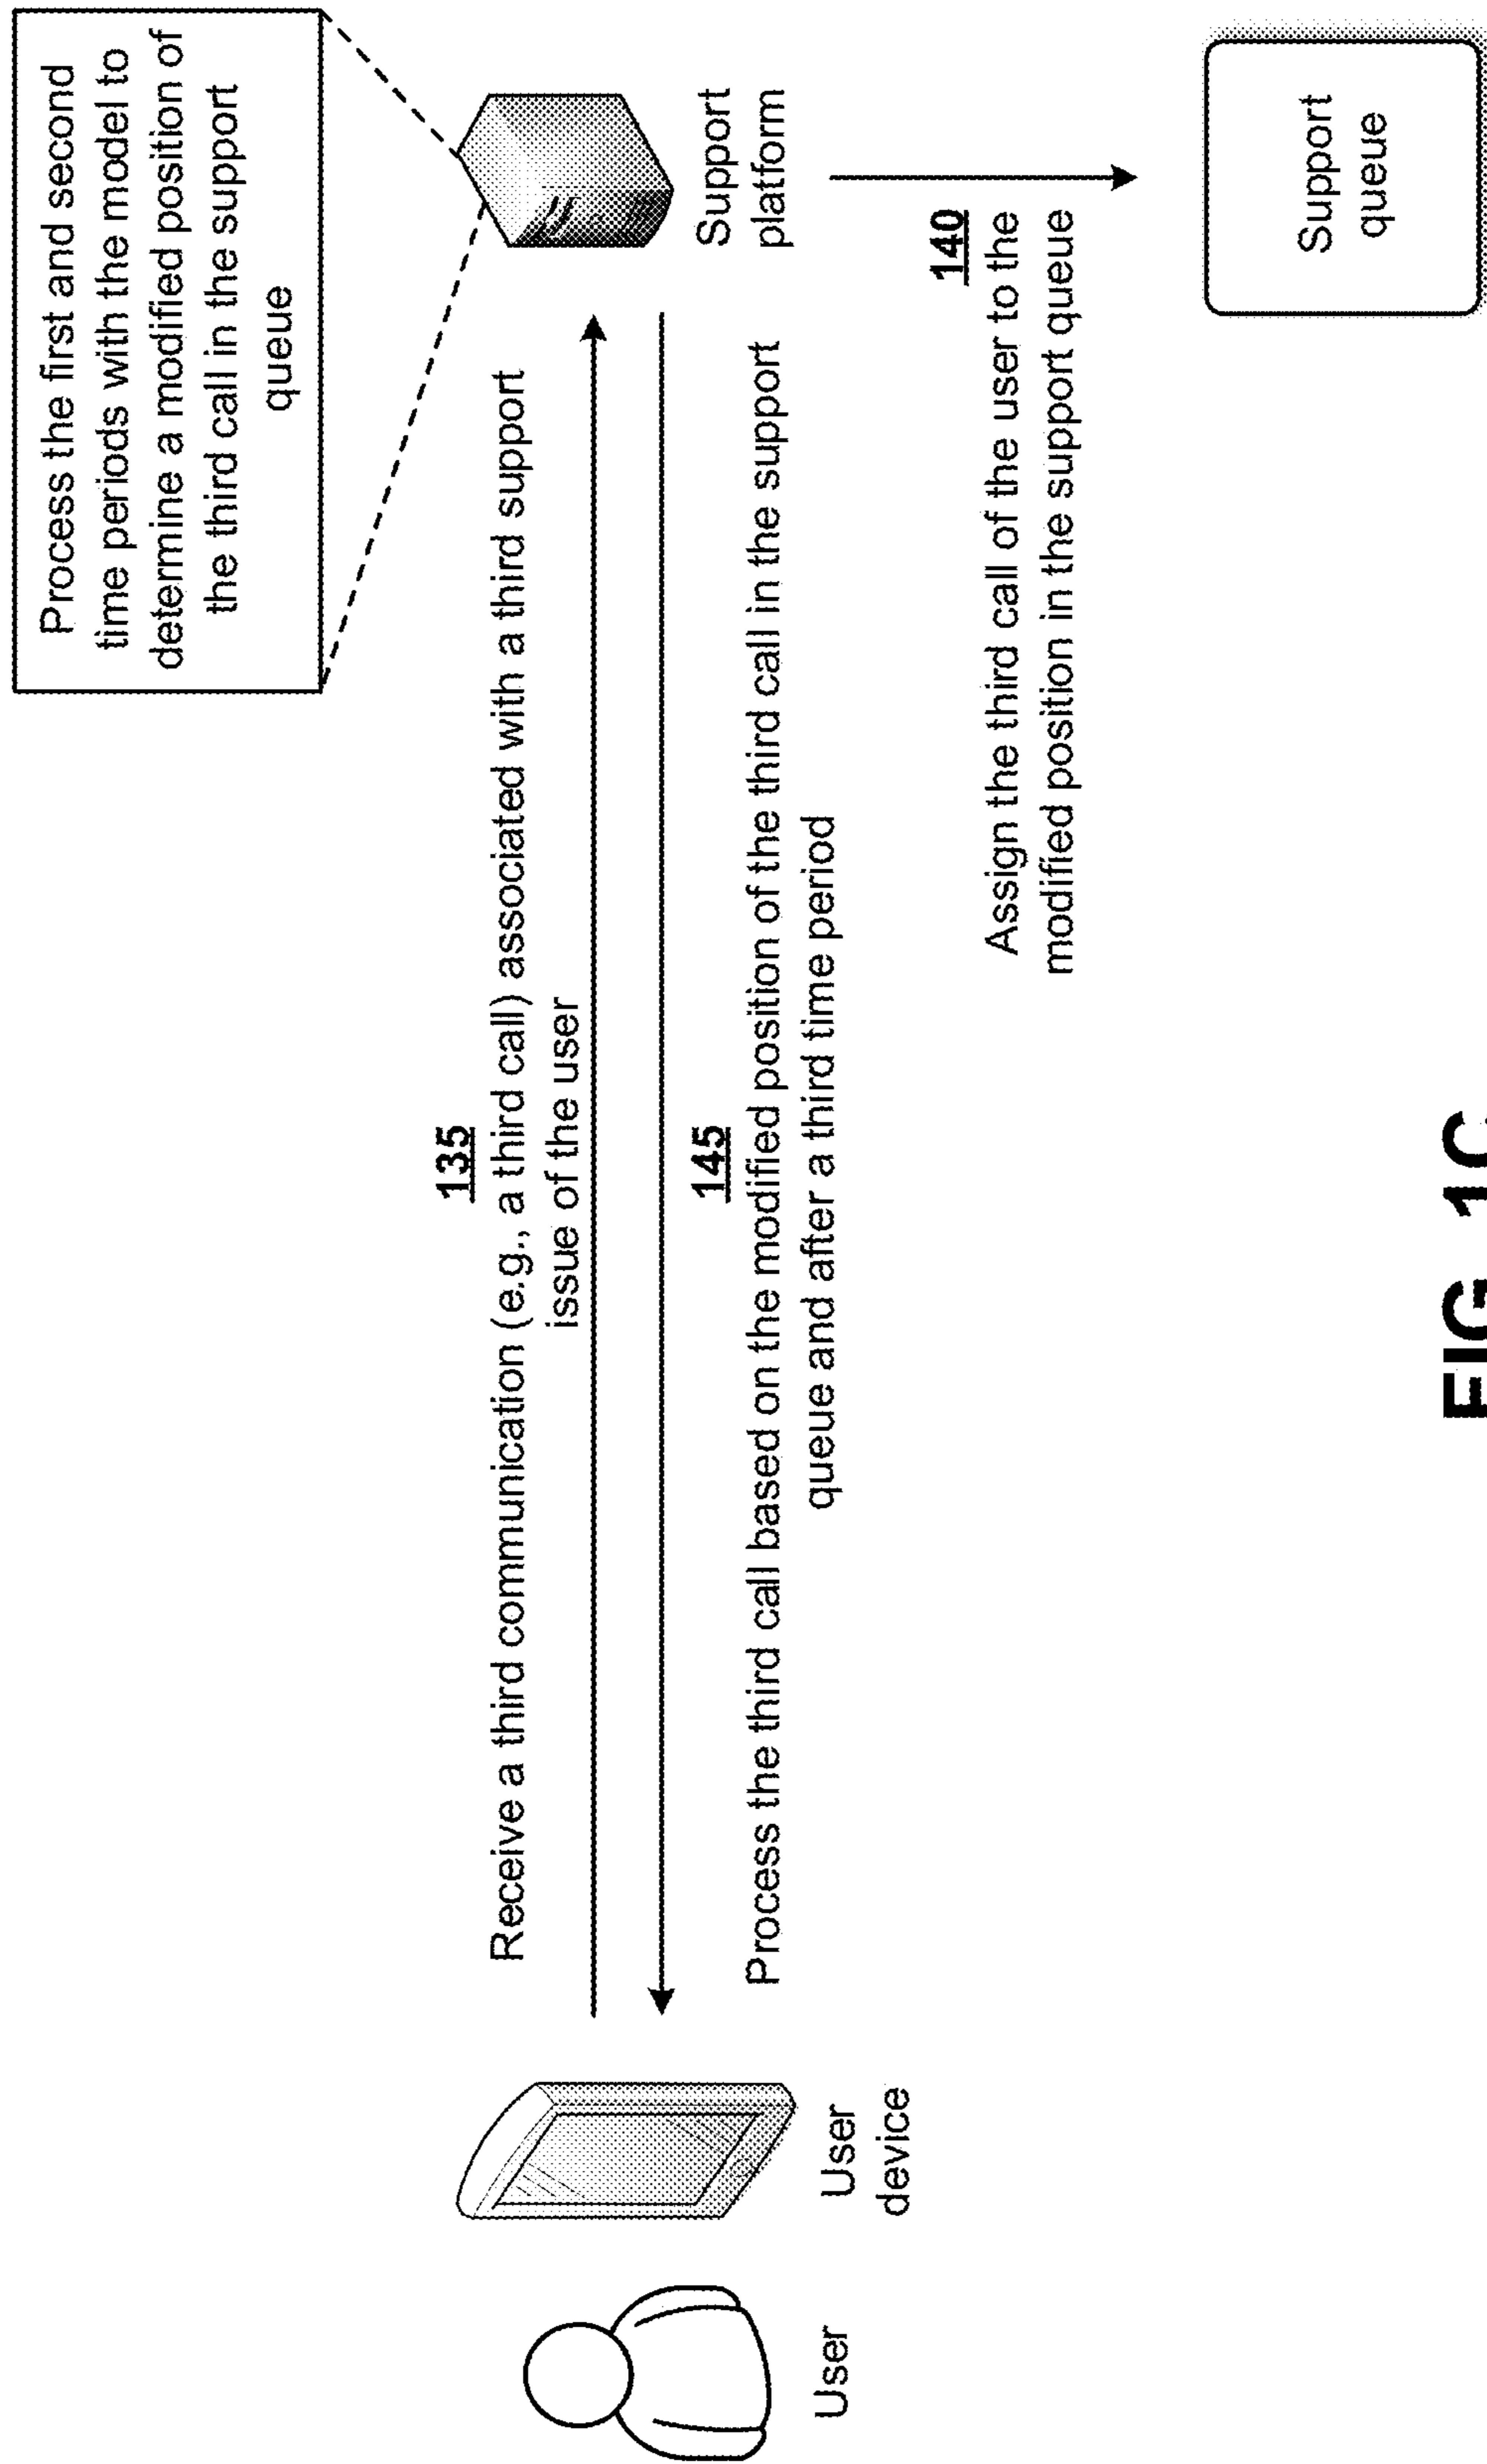 Process the first and second
time periods with the model to
determine a modified position of
the third call in the support
queue
135
Receive a third communication (e.g., a third call) associated with a third support
issue of the user
145
Process the third call based on the modified position of the third call in the support
queue and after a third time period
User
User
device
Support
platform
140
Assign the third call of the user to the
modified position in the support queue
Support
queue
FIG. 1C